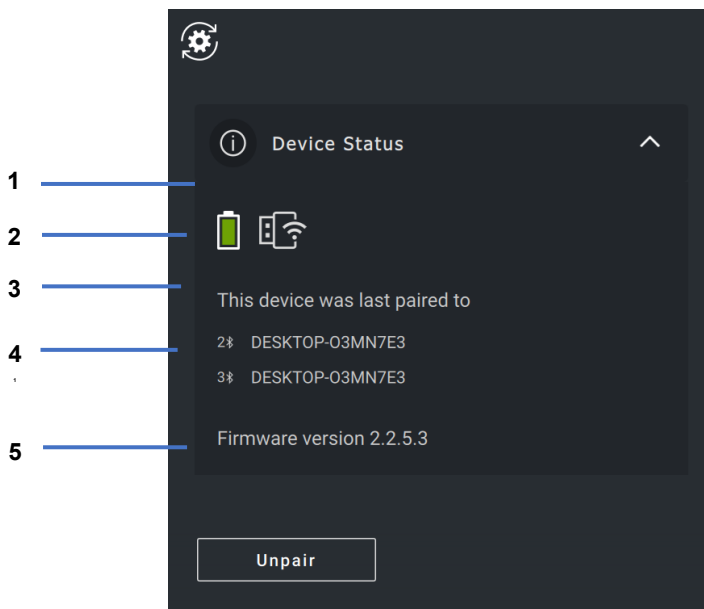 Device Status
1
2
3
This device was last paired to
2 DESKTOP-O3MN7E3
4
3 DESKTOP-O3MN7E3
1
Firmware version 2.2.5.3
5
Unpair